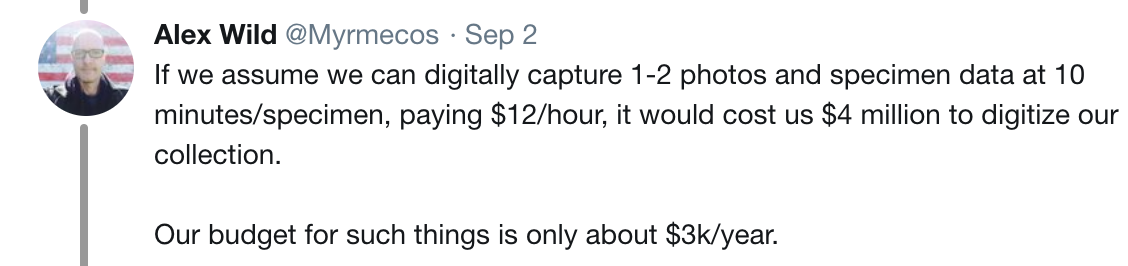 Alex Wild @Myrmecos · Sep 2
If we assume we can digitally capture 1-2 photos and specimen data at 10
minutes/specimen, paying $12/hour, it would cost us $4 million to digitize our
collection.
Our budget for such things is only about $3k/year.